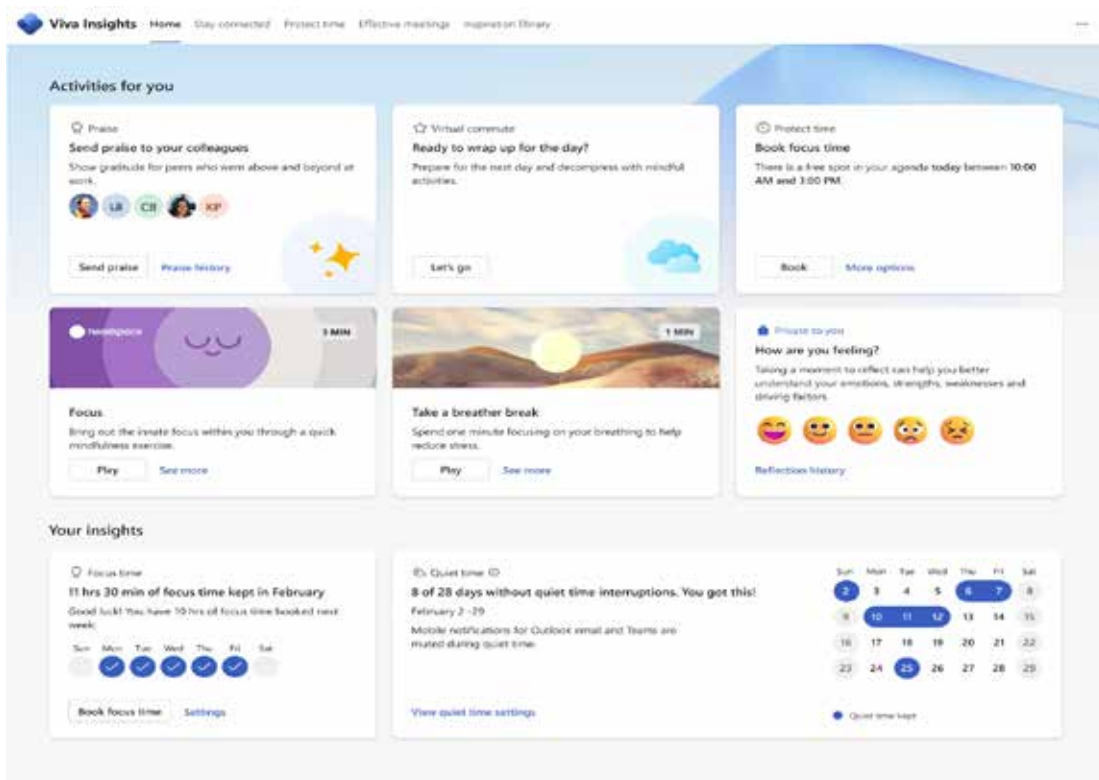 Viva Insights Home Stay connected Protect time Effective meetings Inspiration library
Activities for you
Praise
Send praise to your colleagues
Show gratitude for peers who went above and beyond at
work.
LB CB KP
Send praise Praise history
Virtual commute
Ready to wrap up for the day?
Prepare for the next day and decompress with mindful
activities.
Let's go
Protect time
Book focus time
There is a free spot in your agenda today between 10:00
AM and 3:00 PM
Book More options
headspace 3 MIN
Focus
Bring out the innate focus within you through a quick
mindfulness exercise.
Play See more
1 MIN
Take a breather break
Spend one minute focusing on your breathing to help
reduce stress.
Play See more
Private to you
How are you feeling?
Taking a moment to reflect can help you better
understand your emotions, strengths, weaknesses and
driving factors.
Reflection history
Your insights
Focus time
11 hrs 30 min of focus time kept in February
Good luck! You have 10 hrs of focus time booked next
week.
Sun Mon Tue Wed Thu Fri Sat
Book focus time Settings
Quiet time
8 of 28 days without quiet time interruptions. You got this!
February 2 -29
Mobile notifications for Outlook email and Teams are
muted during quiet time.
View quiet time settings
Sun Mon Tue Wed Thu Fri Sat
2 3 4 5 6 7 8
9 10 11 12 13 14 15
16 17 18 19 20 21 22
23 24 25 26 27 28 29
Quiet time kept